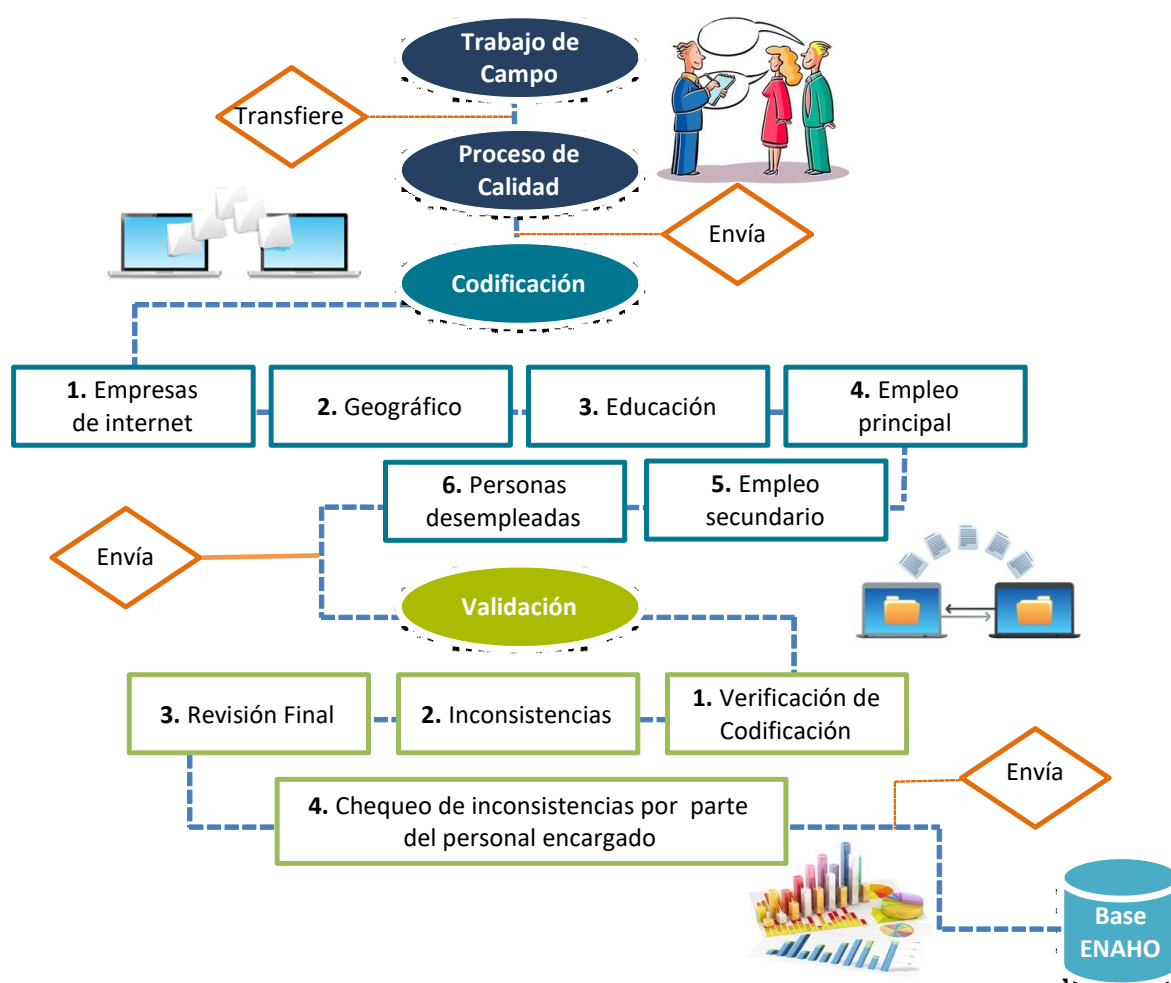 Trabajo de
Campo
Transfiere
Proceso de
Calidad
Envía
Codificación
1. Empresas
de internet
2. Geográfico
3. Educación
4. Empleo
principal
5. Empleo
secundario
6. Personas
desempleadas
Envía
Validación
1. Verificación de
Codificación
2. Inconsistencias
3. Revisión Final
4. Chequeo de inconsistencias por parte
del personal encargado
Envía
Base
ENAHO